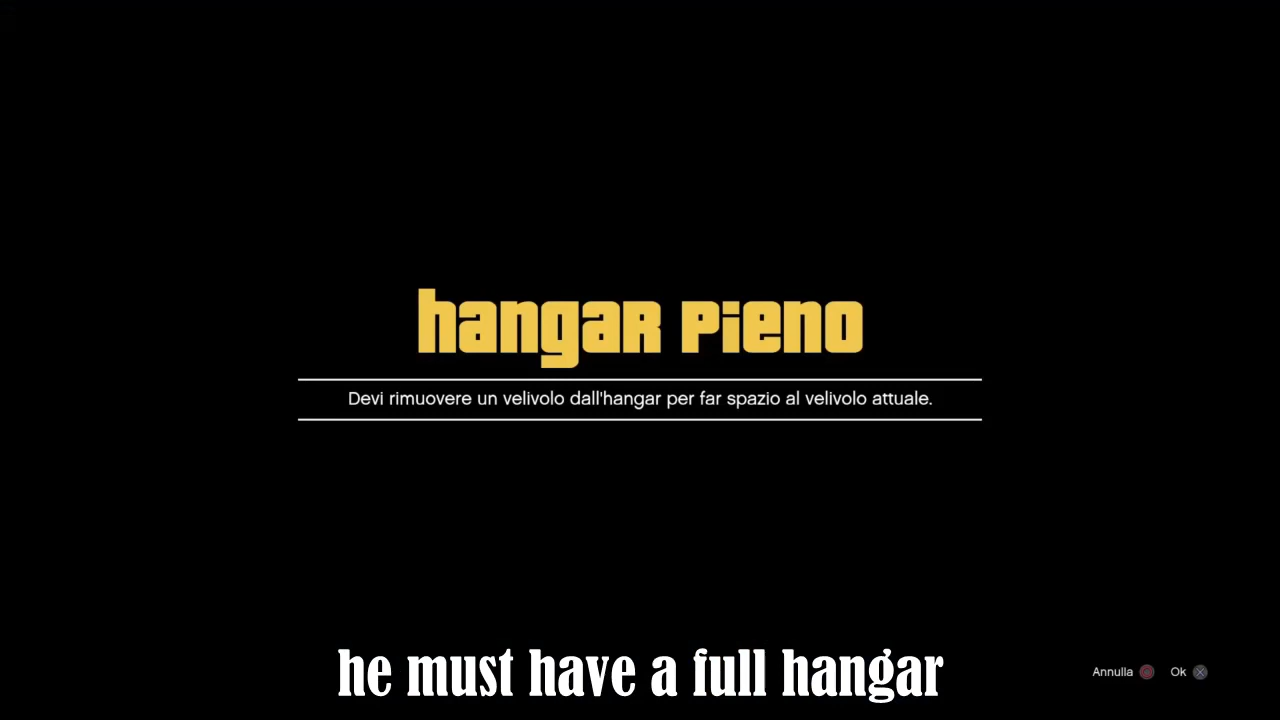 hangar pieno
Devi rimuovere un velivolo dall'hangar per far spazio al velivolo attuale.
he must have a full hangar
Annulla Ok